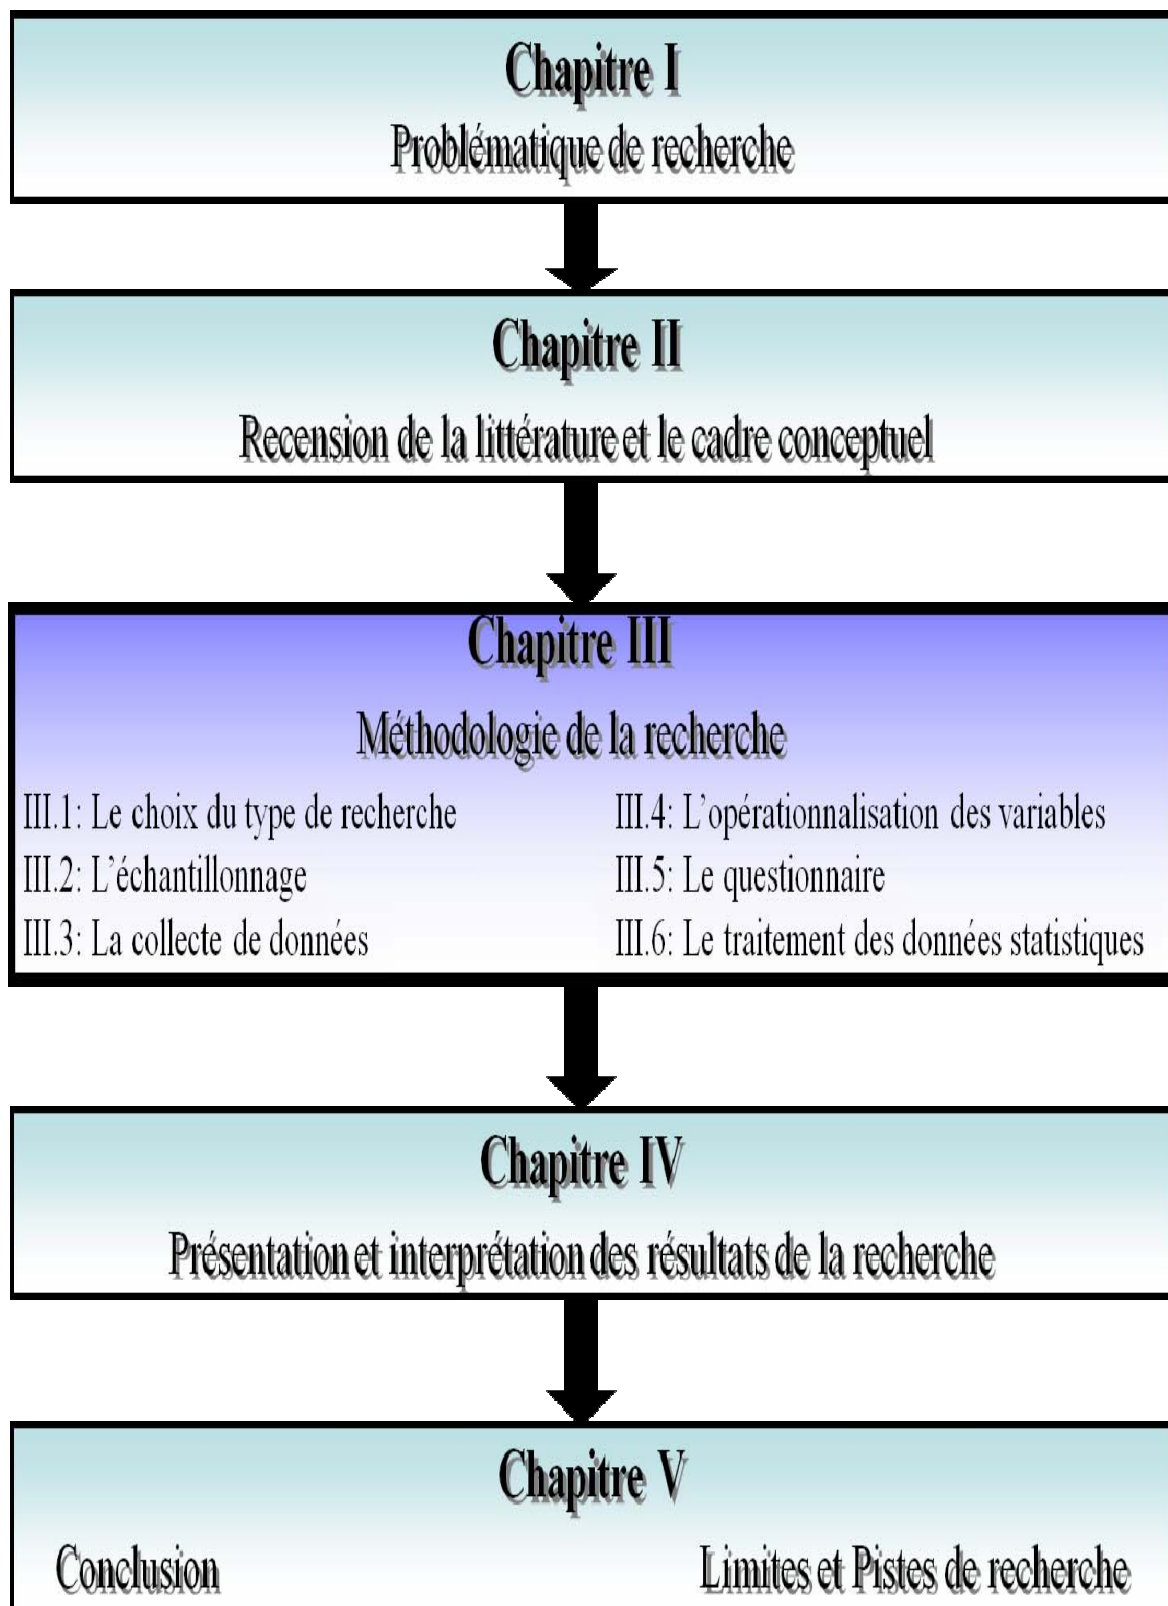 Chapitre I
Problématique de recherche
Chapitre II
Recension de la littérature et le cadre conceptuel
Chapitre III
Méthodologie de la recherche
III.1: Le choix du type de recherche
III.2: L'échantillonnage
III.3: La collecte de données
III.4: L'opérationnalisation des variables
III.5: Le questionnaire
III.6: Le traitement des données statistiques
Chapitre IV
Présentation et interprétation des résultats de la recherche
Chapitre V
Conclusion
Limites et Pistes de recherche